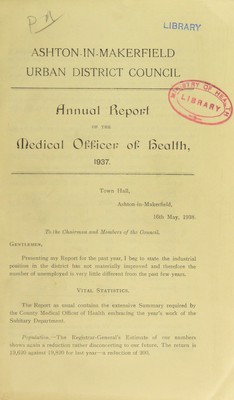 LIBRARY
ASHTON-IN-MAKERFIELD
URBAN DISTRICT COUNCIL
MINISTRY OF HEALTH
LIBRARY
Annual Report
OF THE
Medical Officer of Health,
1937.
Town Hall,
Ashton-in-Makerfield,
16th May, 1938.
To the Chairman and Members of the Council.
GENTLEMEN,
Presenting my Report for the past year, I beg to state the industrial
position in the district has not materially improved and therefore the
number of unemployed is very little different from the past few years.
VITAL STATISTICS.
The Report as usual contains the extensive Summary required by
the County Medical Officer of Health embracing the year's work of the
Sanitary Department.
Population.—The Registrar-General's Estimate of our numbers
shows again a reduction rather disconcerting to our future. The return is
against for last year—a reduction of